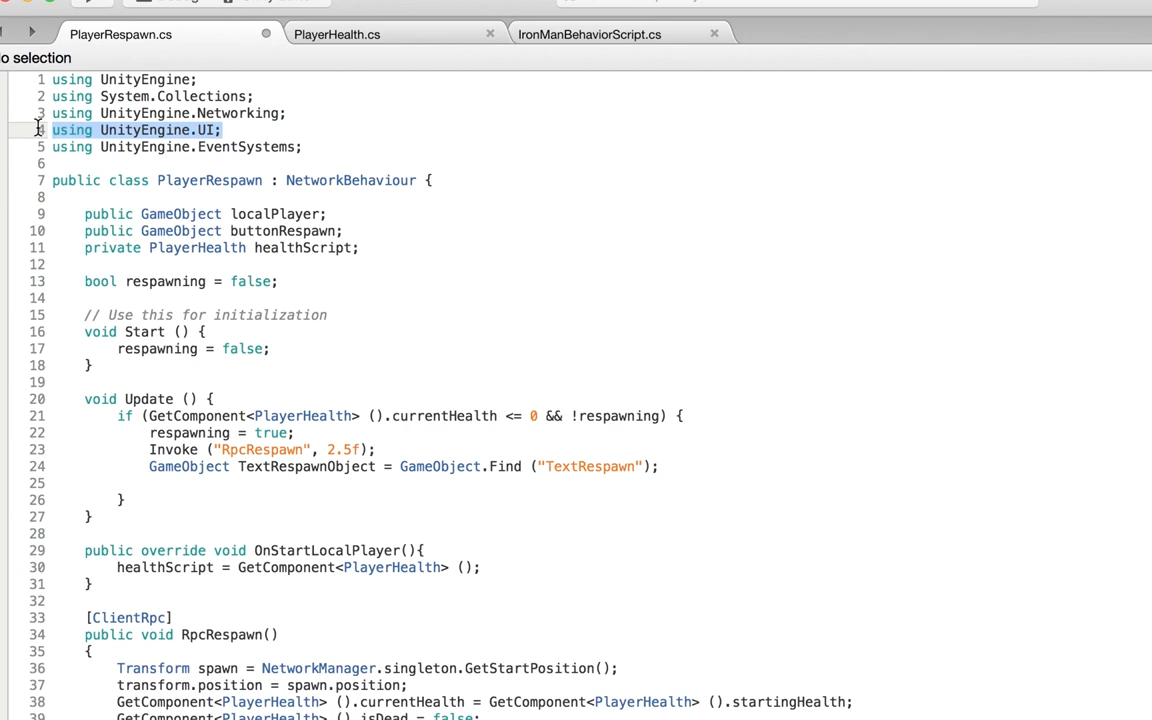 PlayerRespawn.cs
PlayerHealth.cs
IronManBehaviorScript.cs
o selection
1 using UnityEngine;
2 using System.Collections;
3 using UnityEngine.Networking;
4 using UnityEngine.UI;
5 using UnityEngine.EventSystems;
6
7 public class PlayerRespawn : NetworkBehaviour {
8
9 public GameObject localPlayer;
10 public GameObject buttonRespawn;
11 private PlayerHealth healthScript;
12
13 bool respawning = false;
14
15 // Use this for initialization
16 void Start () {
17 respawning = false;
18 }
19
20 void Update () {
21 if (GetComponent<PlayerHealth> ().currentHealth <= 0 && !respawning) {
22 respawning = true;
23 Invoke ("RpcRespawn", 2.5f);
24 GameObject TextRespawnObject = GameObject.Find ("TextRespawn");
25
26 }
27 }
28
29 public override void OnStartLocalPlayer(){
30 healthScript = GetComponent<PlayerHealth> ();
31 }
32
33 [ClientRpc]
34 public void RpcRespawn()
35 {
36 Transform spawn = NetworkManager.singleton.GetStartPosition();
37 transform.position = spawn.position;
38 GetComponent<PlayerHealth> ().currentHealth = GetComponent<PlayerHealth> ().startingHealth;
39 GetComponent<PlayerHealth> ().isDead = false;